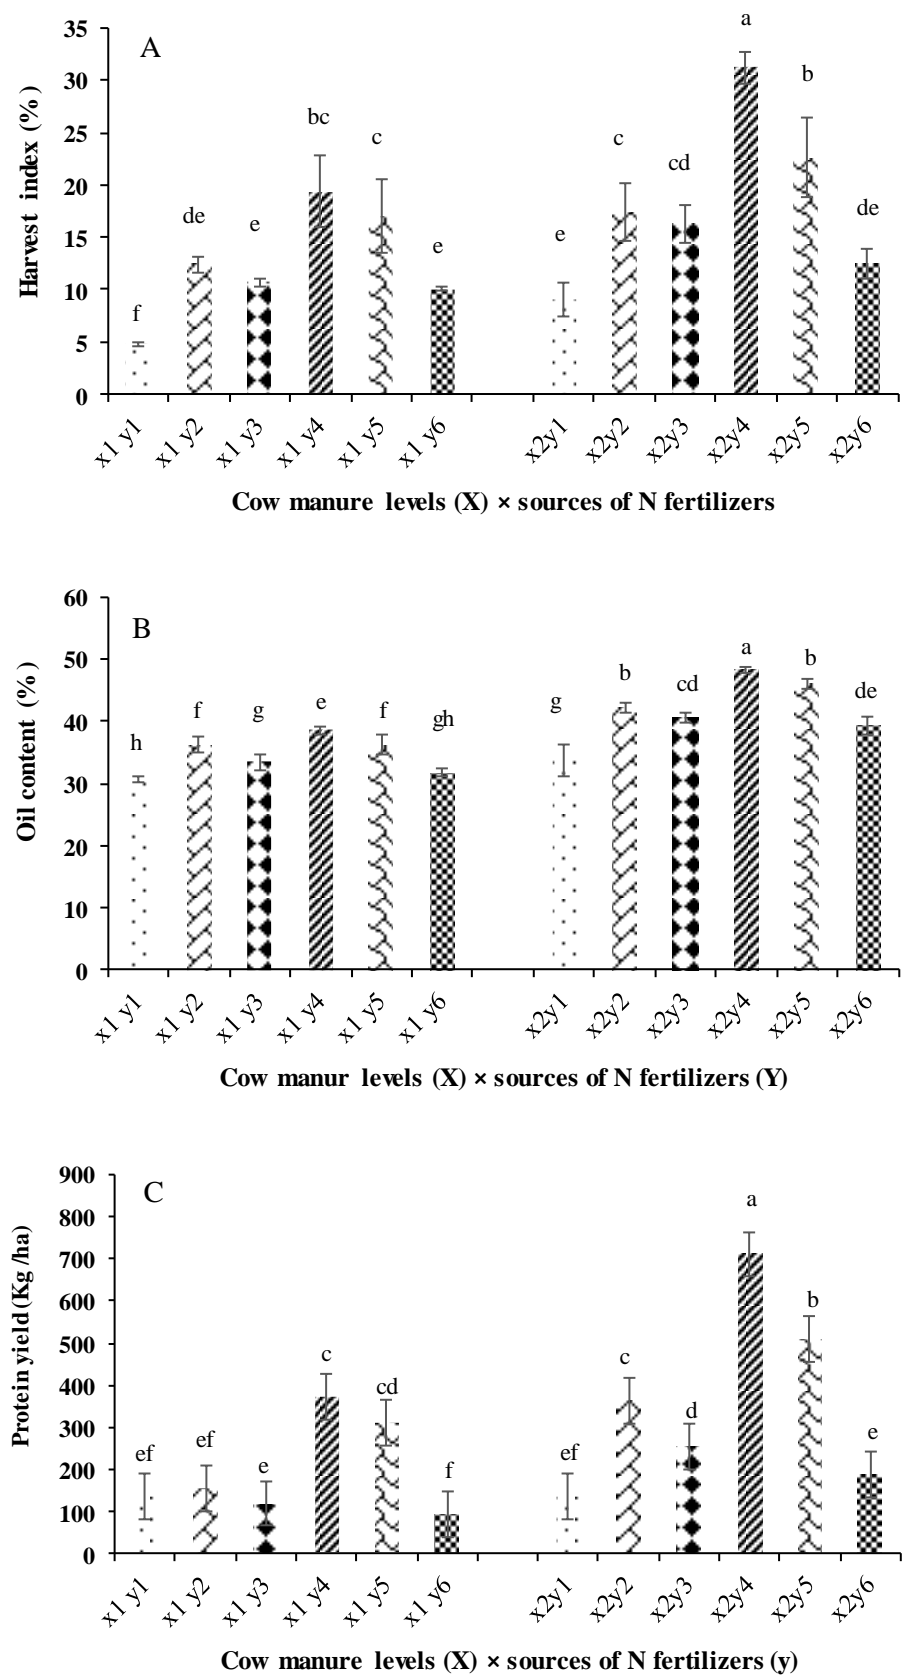 A
Harvest index (%)
35
30
25
20
15
10
5
0
f
de
e
bc
c
e
e
c
cd
a
b
de
x1 y1
x1 y2
x1 y3
x1 y4
x1 y5
x1 y6
x2y1
x2y2
x2y3
x2y4
x2y5
x2y6
Cow manure levels (X) × sources of N fertilizers
B
Oil content (%)
60
50
40
30
20
10
0
h
f
g
e
f
gh
g
b
cd
a
b
de
x1 y1
x1 y2
x1 y3
x1 y4
x1 y5
x1 y6
x2y1
x2y2
x2y3
x2y4
x2y5
x2y6
Cow manur levels (X) × sources of N fertilizers (Y)
C
Protein yield (Kg /ha)
900
800
700
600
500
400
300
200
100
0
ef
ef
e
c
cd
f
ef
c
d
a
b
e
x1 y1
x1 y2
x1 y3
x1 y4
x1 y5
x1 y6
x2y1
x2y2
x2y3
x2y4
x2y5
x2y6
Cow manure levels (X) × sources of N fertilizers (y)